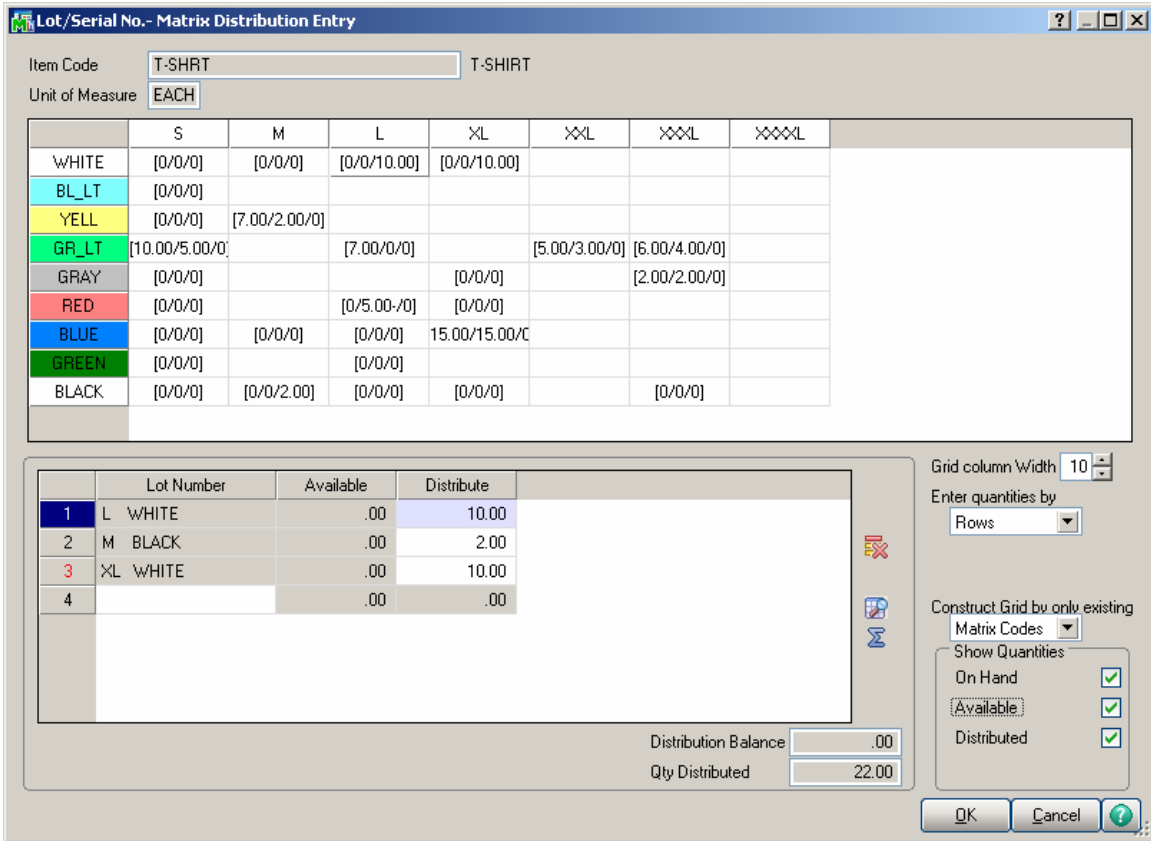 Lot/Serial No.- Matrix Distribution Entry
Item Code T-SHRT T-SHIRT
Unit of Measure EACH
S M L XL XXL XXXL XXXXL
WHITE [0/0/0] [0/0/0] [0/0/10.00] [0/0/10.00]
BL_LT [0/0/0]
YELL [0/0/0] [7.00/2.00/0]
GR_LT [10.00/5.00/0] [7.00/0/0] [5.00/3.00/0] [6.00/4.00/0]
GRAY [0/0/0] [0/0/0] [2.00/2.00/0]
RED [0/0/0] [0/5.00-/0] [0/0/0]
BLUE [0/0/0] [0/0/0] [0/0/0] 15.00/15.00/0
GREEN [0/0/0] [0/0/0]
BLACK [0/0/0] [0/0/2.00] [0/0/0] [0/0/0] [0/0/0]
Lot Number Available Distribute
1 L WHITE .00 10.00
2 M BLACK .00 2.00
3 XL WHITE .00 10.00
4 .00 .00
Distribution Balance .00
Qty Distributed 22.00
Grid column Width 10
Enter quantities by
Rows
Construct Grid by only existing
Matrix Codes
Show Quantities
On Hand
Available
Distributed
OK Cancel